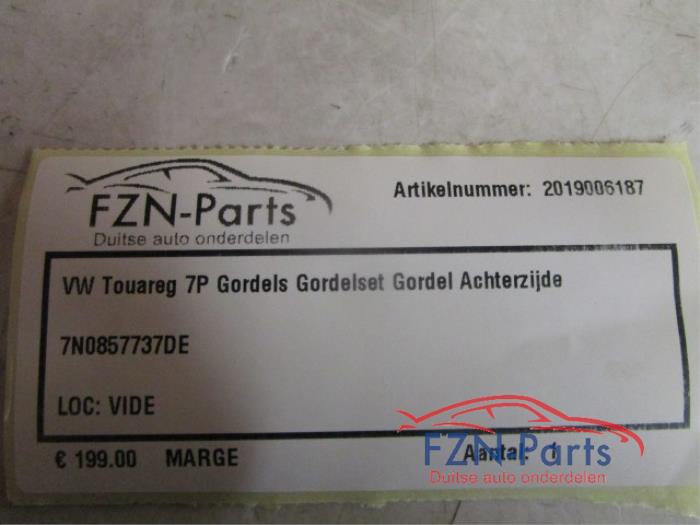 FZN-Parts
Duitse auto onderdelen
Artikelnummer: 2019006187
VW Touareg 7P Gordels Gordelset Gordel Achterzijde
7N0857737DE
LOC: VIDE
€ 199.00 MARGE
Aantal: 1
FZN-Parts
Duitse auto onderdelen